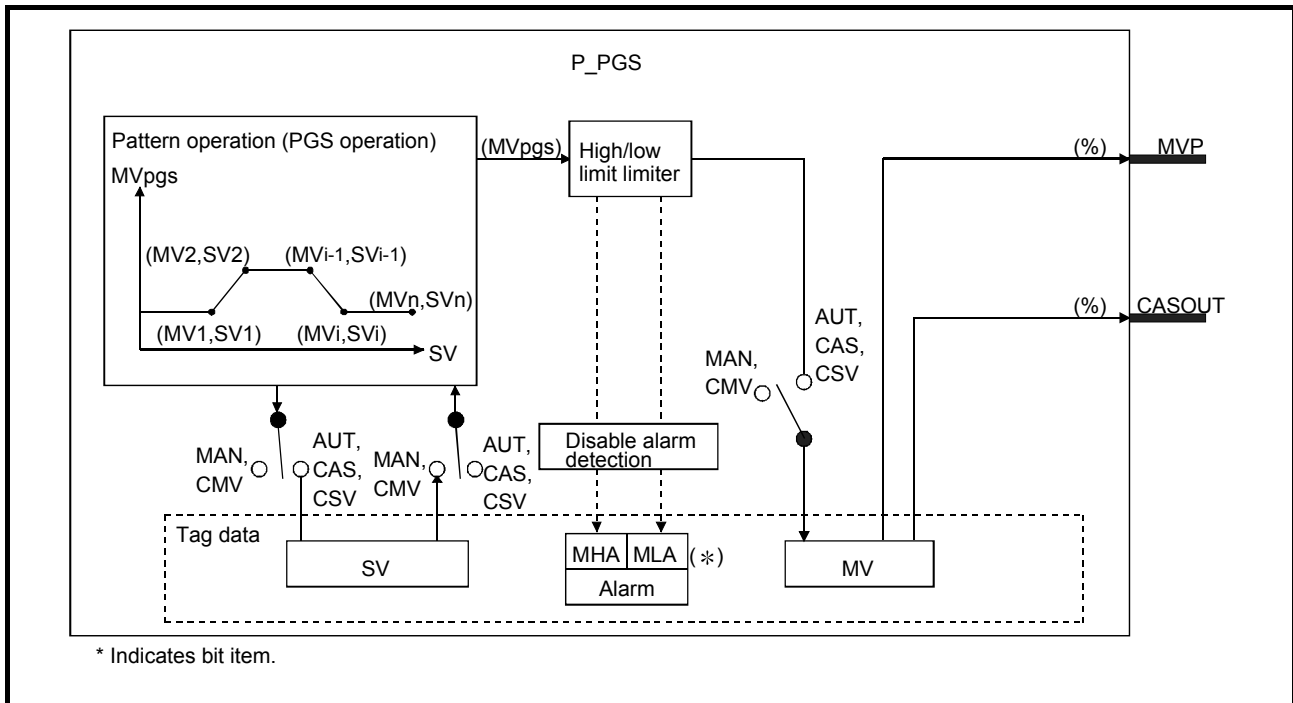 P_PGS
Pattern operation (PGS operation)
MVpgs
(MV2,SV2)
(MVi-1,SVi-1)
(MVn,SVn)
(MV1,SV1)
(MVi,SVi)
SV
(MVpgs)
High/low
limit limiter
(%)
MVP
(%)
CASOUT
AUT,
CAS,
CSV
MAN,
CMV
MAN,
CMV
AUT,
CAS,
CSV
MAN,
CMV
AUT,
CAS,
CSV
Disable alarm
detection
Tag data
SV
MHA
MLA
(*)
Alarm
MV
* Indicates bit item.